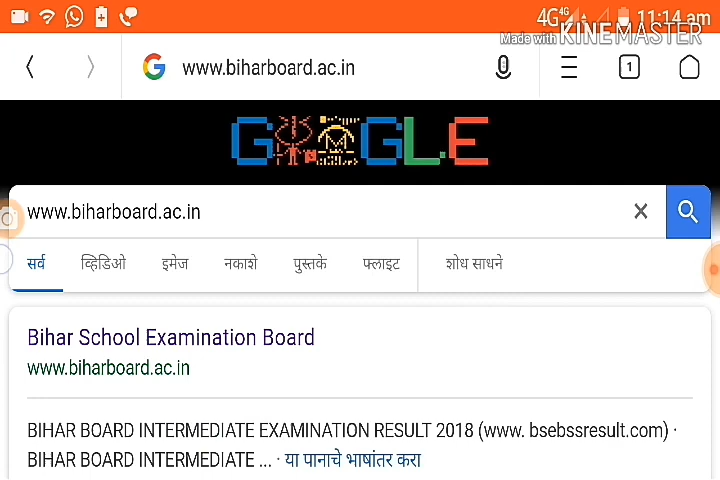 4G 4G 11:14 am
Made with KINEMASTER
www.biharboard.ac.in 1
GOOGLE
www.biharboard.ac.in
सर्व व्हिडिओ इमेज नकाशे पुस्तके फ्लाइट शोध साधने
Bihar School Examination Board
www.biharboard.ac.in
BIHAR BOARD INTERMEDIATE EXAMINATION RESULT 2018 (www. bsebssresult.com) ·
BIHAR BOARD INTERMEDIATE ... · या पानाचे भाषांतर करा